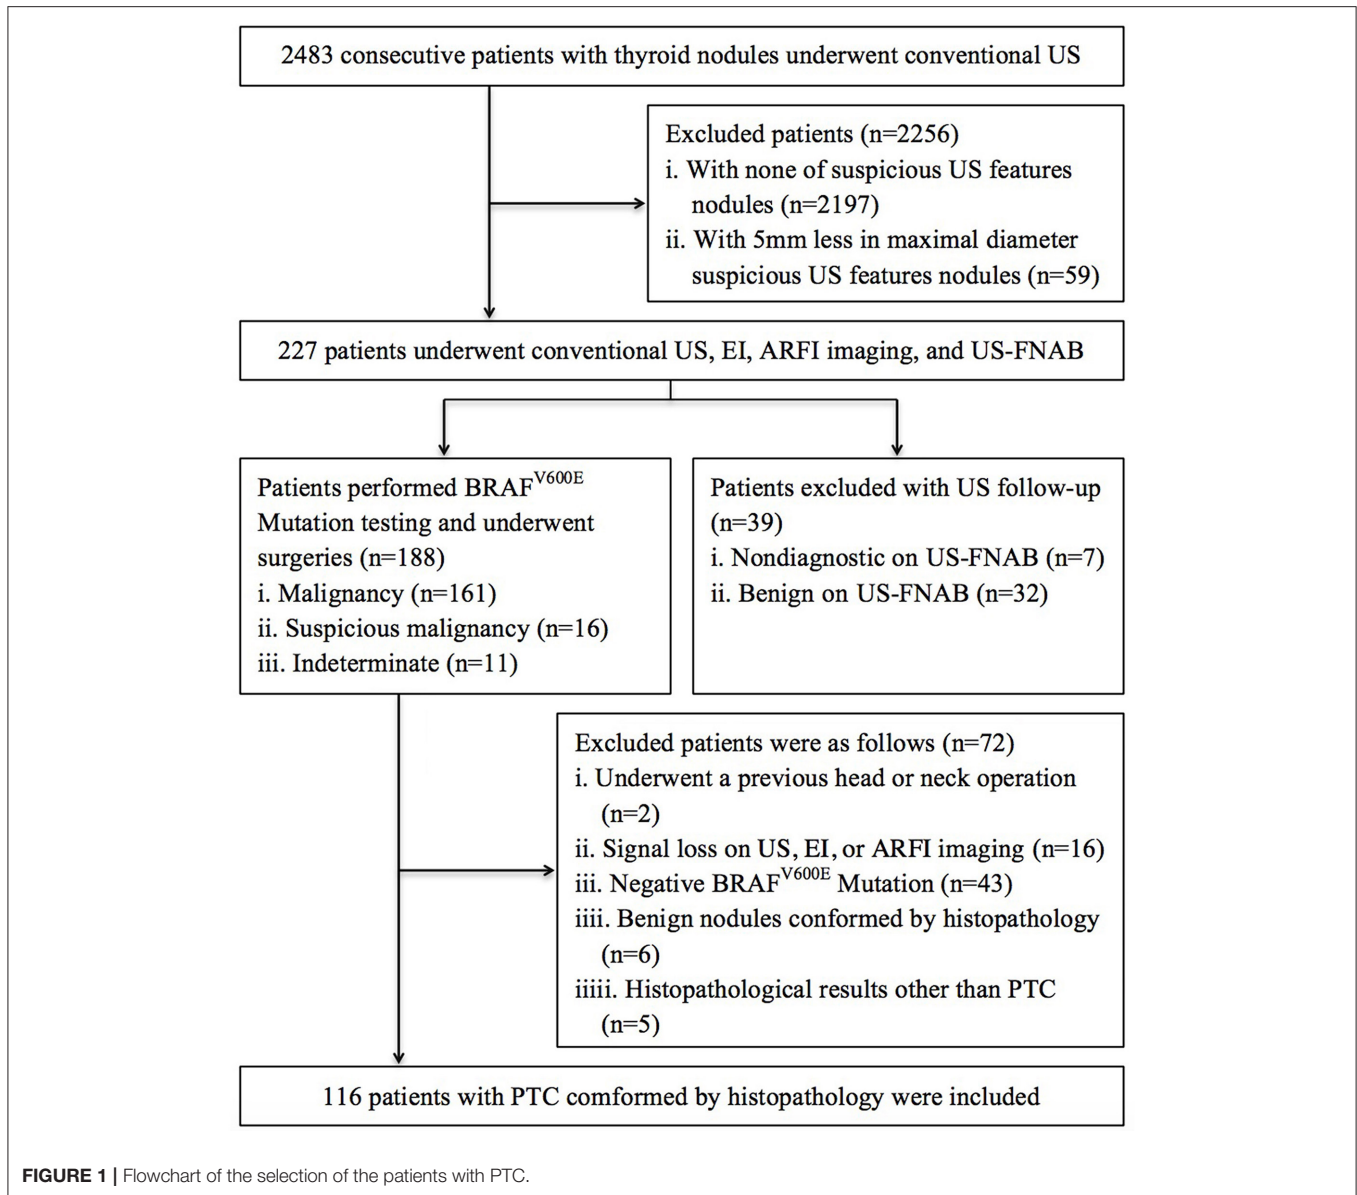 2483 consecutive patients with thyroid nodules underwent conventional US
Excluded patients (n=2256)
i. With none of suspicious US features
nodules (n=2197)
ii. With 5mm less in maximal diameter
suspicious US features nodules (n=59)
227 patients underwent conventional US, EI, ARFI imaging, and US-FNAB
Patients performed BRAF^V600E
Mutation testing and underwent
surgeries (n=188)
i. Malignancy (n=161)
ii. Suspicious malignancy (n=16)
iii. Indeterminate (n=11)
Patients excluded with US follow-up
(n=39)
i. Nondiagnostic on US-FNAB (n=7)
ii. Benign on US-FNAB (n=32)
Excluded patients were as follows (n=72)
i. Underwent a previous head or neck operation
(n=2)
ii. Signal loss on US, EI, or ARFI imaging (n=16)
iii. Negative BRAF^V600E Mutation (n=43)
iiii. Benign nodules conformed by histopathology
(n=6)
iiiii. Histopathological results other than PTC
(n=5)
116 patients with PTC comformed by histopathology were included
FIGURE 1 | Flowchart of the selection of the patients with PTC.